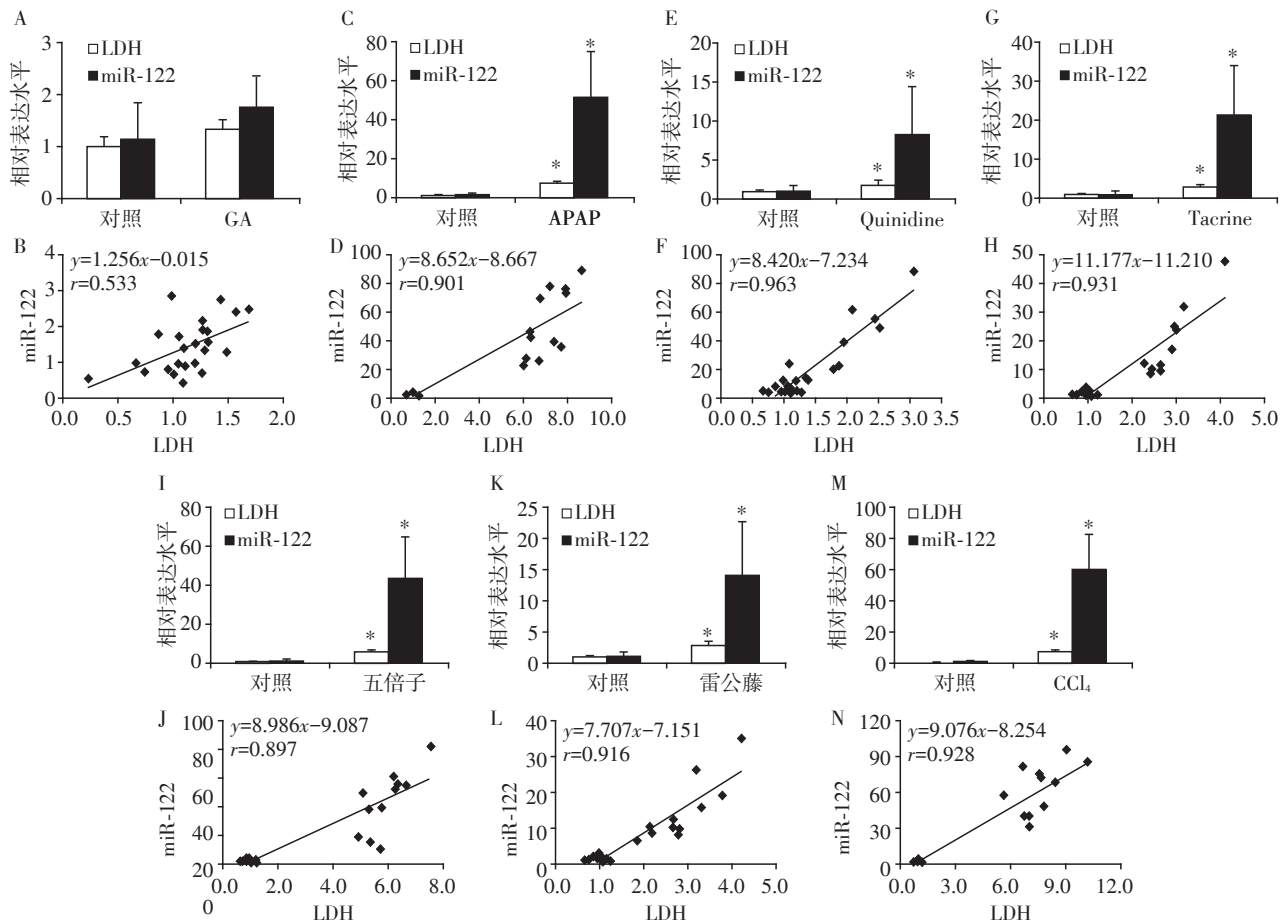 A
相对表达水平
3
2
1
0
LDH
miR-122
对照
GA
C
相对表达水平
80
60
40
20
0
LDH
miR-122
*
*
对照
APAP
E
相对表达水平
20
15
10
5
0
LDH
miR-122
*
*
对照
Quinidine
G
相对表达水平
40
30
20
10
0
LDH
miR-122
*
*
对照
Tacrine
B
miR-122
4
3
2
1
0
y=1.256x−0.015
r=0.533
0.0 0.5 1.0 1.5 2.0
LDH
D
100
80
60
40
20
0
y=8.652x−8.667
r=0.901
0.0 2.0 4.0 6.0 8.0 10.0
LDH
F
miR-122
100
80
60
40
20
0
y=8.420x−7.234
r=0.963
0.0 0.5 1.0 1.5 2.0 2.5 3.0 3.5
LDH
H
miR-122
50
40
30
20
10
0
y=11.177x−11.210
r=0.931
0.0 1.0 2.0 3.0 4.0 5.0
LDH
I
相对表达水平
80
60
40
20
0
LDH
miR-122
*
*
对照
五倍子
K
相对表达水平
25
20
15
10
5
0
LDH
miR-122
*
*
对照
雷公藤
M
相对表达水平
100
80
60
40
20
0
LDH
miR-122
*
*
对照
CCl₄
J
miR-122
100
80
60
40
20
y=8.986x−9.087
r=0.897
0.0 2.0 4.0 6.0 8.0
0
LDH
L
miR-122
40
30
20
10
0
y=7.707x−7.151
r=0.916
0.0 1.0 2.0 3.0 4.0 5.0
LDH
N
miR-122
120
90
60
30
0
y=9.076x−8.254
r=0.928
0.0 3.0 6.0 9.0 12.0
LDH